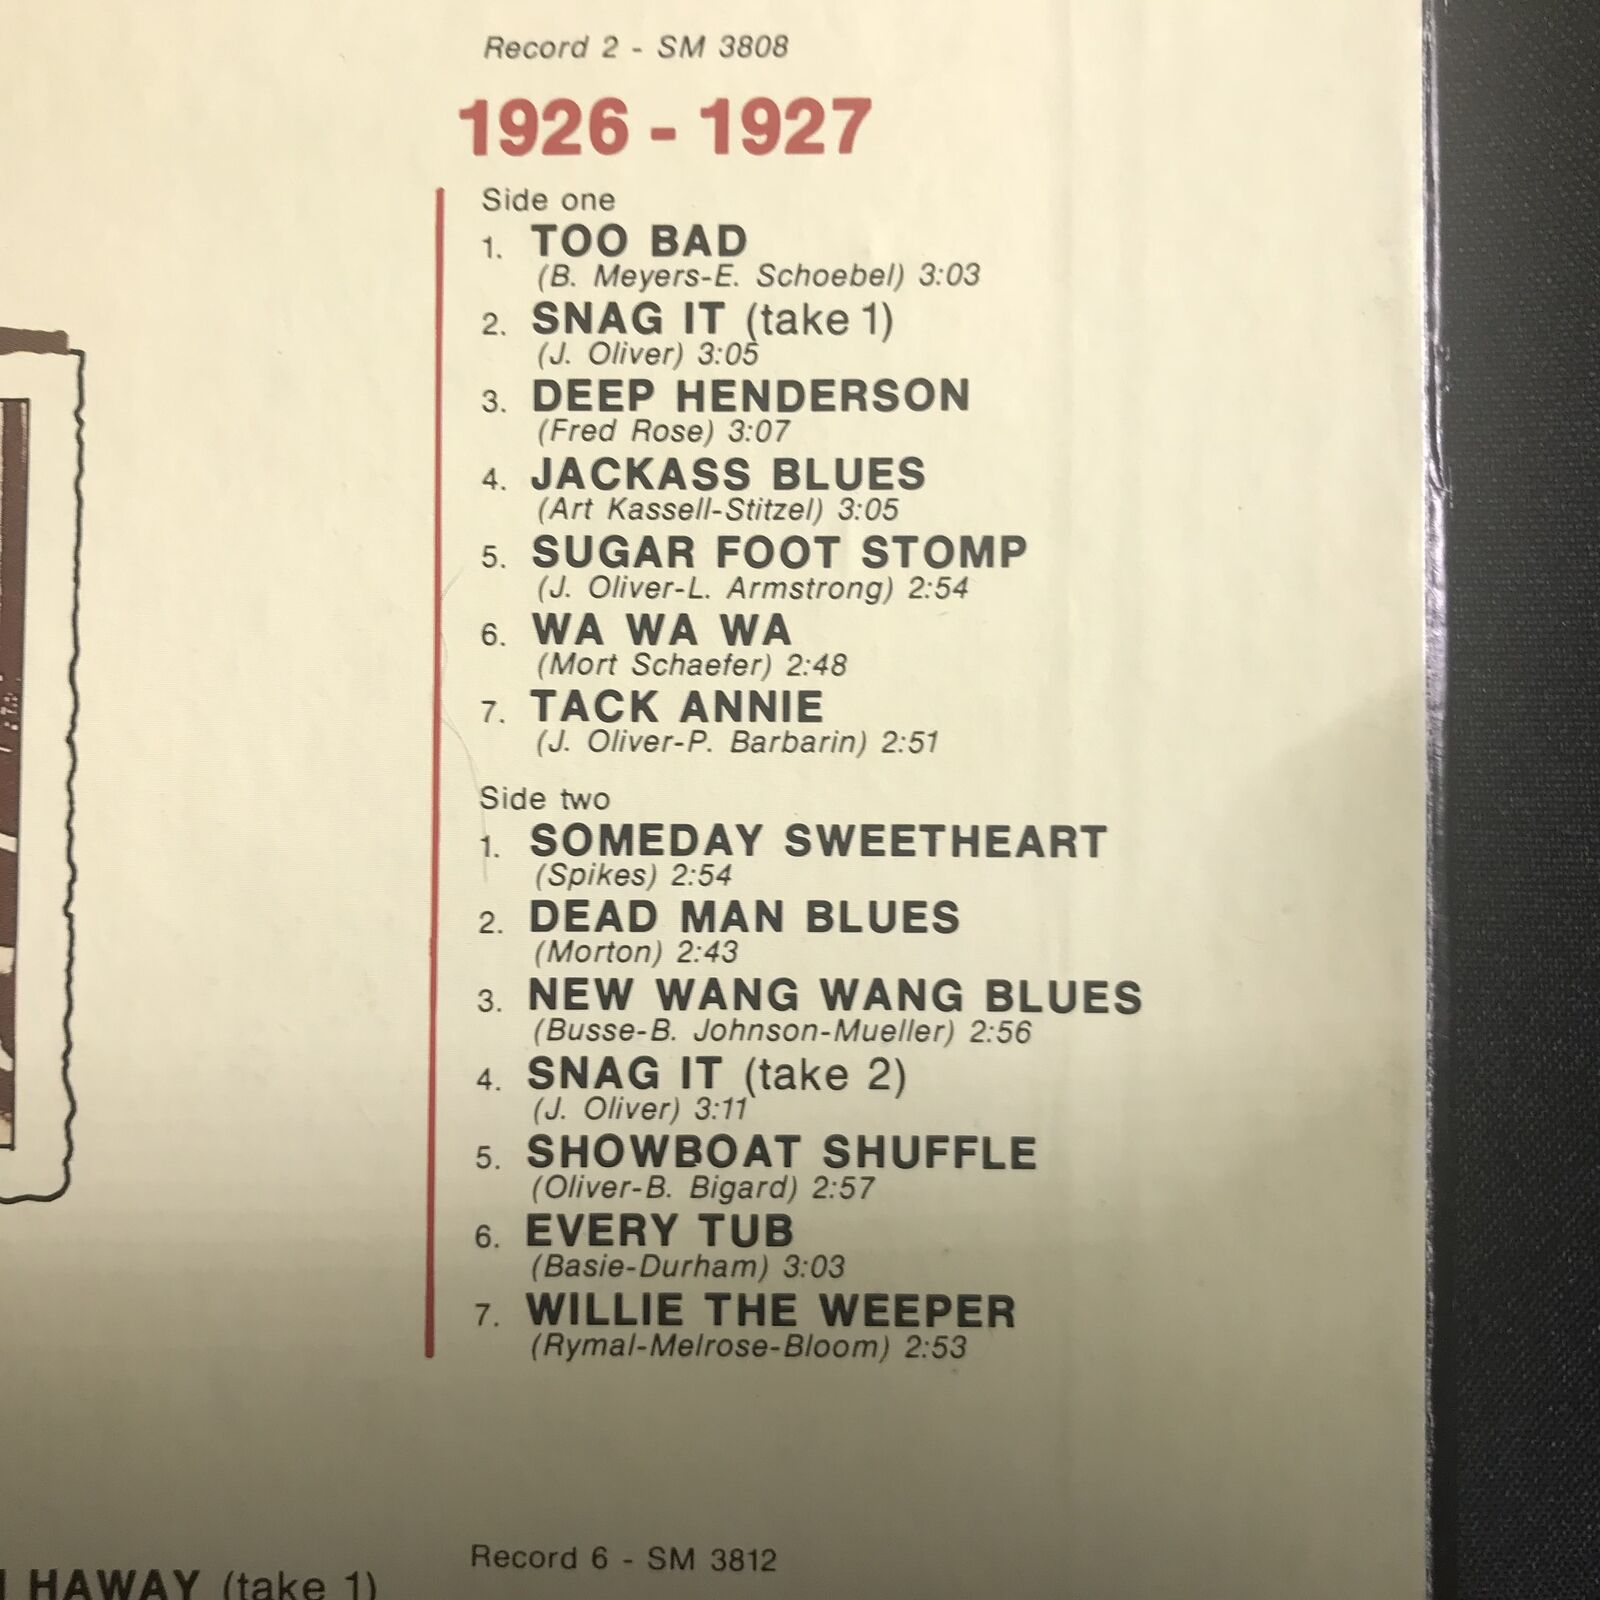 Record 2 - SM 3808
1926 - 1927
Side one
1. TOO BAD
(B. Meyers-E. Schoebel) 3:03
2. SNAG IT (take 1)
(J. Oliver) 3:05
3. DEEP HENDERSON
(Fred Rose) 3:07
4. JACKASS BLUES
(Art Kassell-Stitzel) 3:05
5. SUGAR FOOT STOMP
(J. Oliver-L. Armstrong) 2:54
6. WA WA WA
(Mort Schaefer) 2:48
7. TACK ANNIE
(J. Oliver-P. Barbarin) 2:51
Side two
1. SOMEDAY SWEETHEART
(Spikes) 2:54
2. DEAD MAN BLUES
(Morton) 2:43
3. NEW WANG WANG BLUES
(Busse-B. Johnson-Mueller) 2:56
4. SNAG IT (take 2)
(J. Oliver) 3:11
5. SHOWBOAT SHUFFLE
(Oliver-B. Bigard) 2:57
6. EVERY TUB
(Basie-Durham) 3:03
7. WILLIE THE WEEPER
(Rymal-Melrose-Bloom) 2:53
Record 6 - SM 3812
HAWAY (take 1)